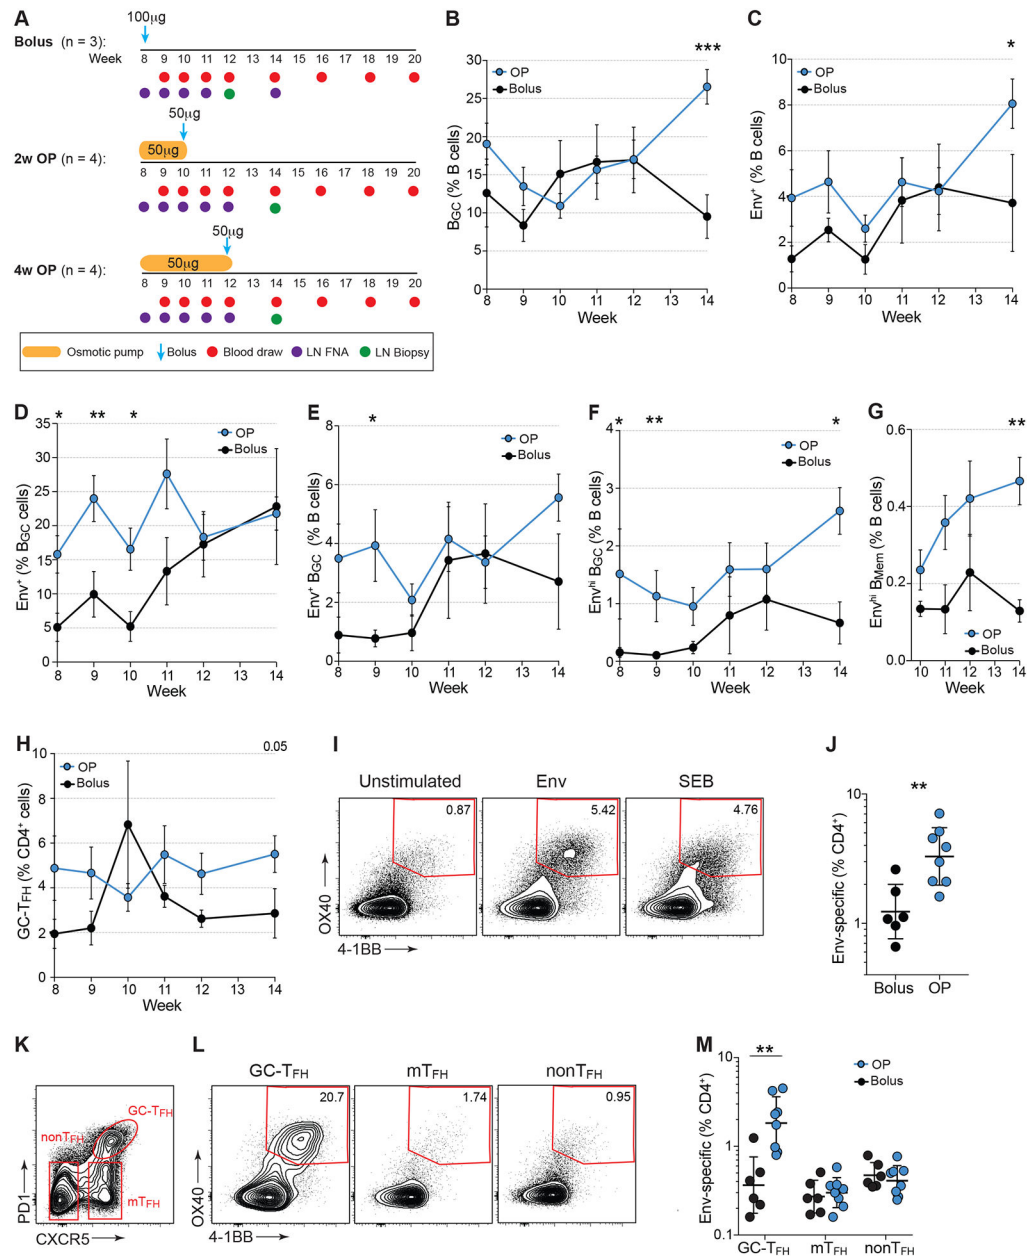 A
100µg
Bolus (n = 3):
Week
8 9 10 11 12 13 14 15 16 17 18 19 20
50µg
50µg
2w OP (n = 4):
8 9 10 11 12 13 14 15 16 17 18 19 20
50µg
50µg
4w OP (n = 4):
8 9 10 11 12 13 14 15 16 17 18 19 20
Osmotic pump
Bolus
Blood draw
LN FNA
LN Biopsy
B
***
30
25
20
15
10
5
0
OP
Bolus
BGC (% B cells)
8 9 10 11 12 13 14
Week
C
*
10
8
6
4
2
0
OP
Bolus
Env+ (% B cells)
8 9 10 11 12 13 14
Week
D
* ** *
35
30
25
20
15
10
5
0
OP
Bolus
Env+ (% BGC cells)
8 9 10 11 12 13 14
Week
E
*
8
6
4
2
0
OP
Bolus
Env+ BGC (% B cells)
8 9 10 11 12 13 14
Week
F
* ** *
4
3
2
1
0
OP
Bolus
Envhi BGC (% B cells)
8 9 10 11 12 13 14
Week
G
**
0.6
0.4
0.2
0.0
OP
Bolus
Envhi BMem (% B cells)
10 11 12 13 14
Week
H
0.05
10
8
6
4
2
0
OP
Bolus
GC-TFH (% CD4+ cells)
8 9 10 11 12 13 14
Week
I
Unstimulated
Env
SEB
0.87
5.42
4.76
OX40
4-1BB
J
**
10
1
Env-specific (% CD4+)
Bolus
OP
K
GC-TFH
nonTFH
mTFH
PD1
CXCR5
L
GC-TFH
mTFH
nonTFH
20.7
1.74
0.95
OX40
4-1BB
M
**
10
1
0.1
OP
Bolus
Env-specific (% CD4+)
GC-TFH
mTFH
nonTFH